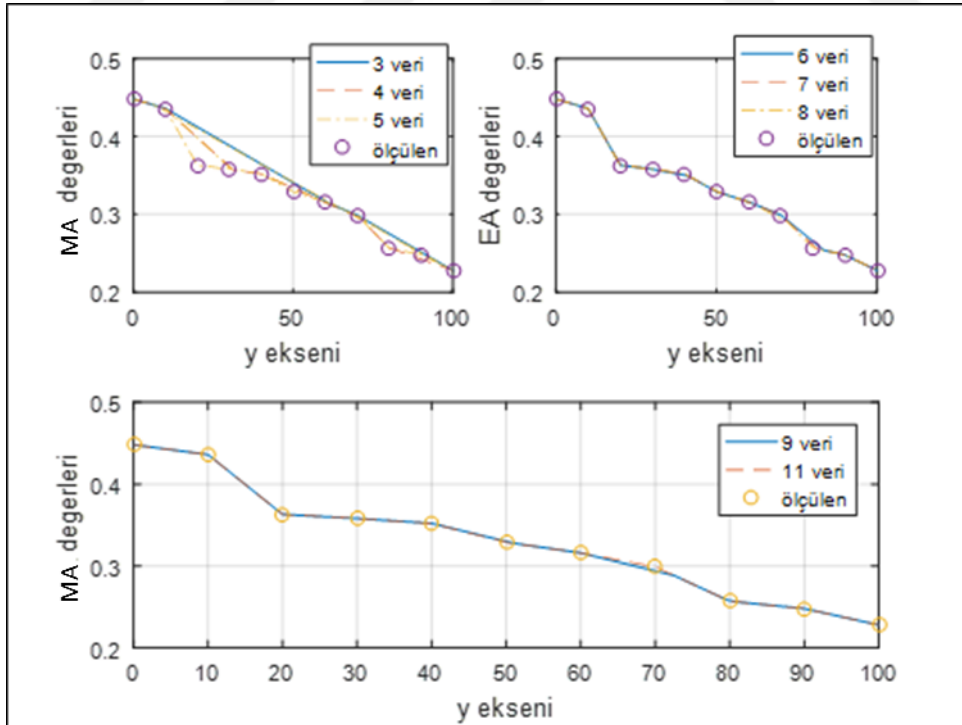 MA degerleri
0.5
0.4
0.3
0.2
0 50 100
y ekseni
3 veri
4 veri
5 veri
ölçülen
EA degerleri
0.5
0.4
0.3
0.2
0 50 100
y ekseni
6 veri
7 veri
8 veri
ölçülen
MA. degerleri
0.5
0.4
0.3
0.2
0 10 20 30 40 50 60 70 80 90 100
y ekseni
9 veri
11 veri
ölçülen